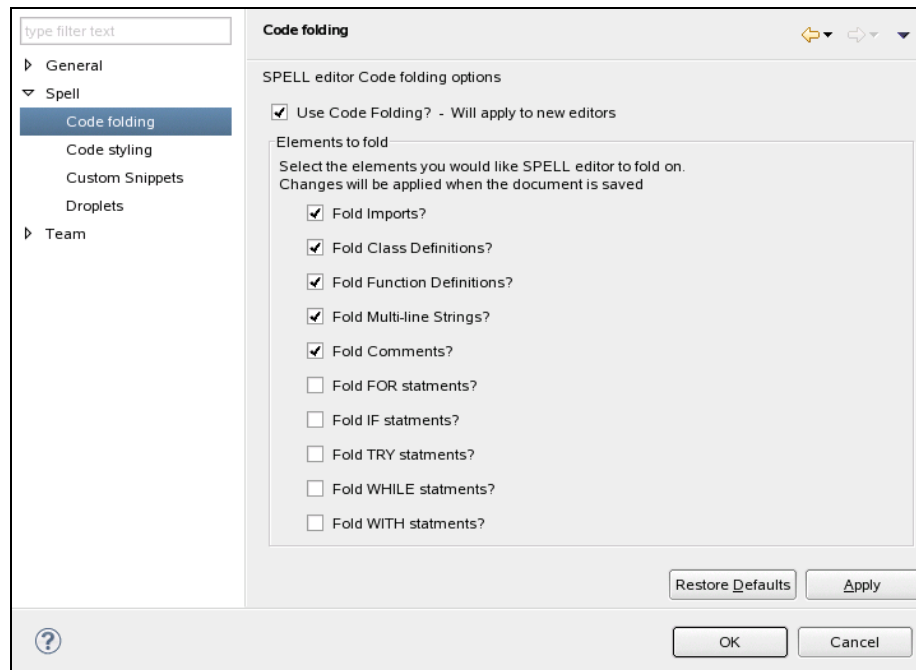 type filter text
General
Spell
Code folding
Code styling
Custom Snippets
Droplets
Team
Code folding
SPELL editor Code folding options
Use Code Folding? - Will apply to new editors
Elements to fold
Select the elements you would like SPELL editor to fold on.
Changes will be applied when the document is saved
Fold Imports?
Fold Class Definitions?
Fold Function Definitions?
Fold Multi-line Strings?
Fold Comments?
Fold FOR statments?
Fold IF statments?
Fold TRY statments?
Fold WHILE statments?
Fold WITH statments?
Restore Defaults
Apply
?
OK
Cancel